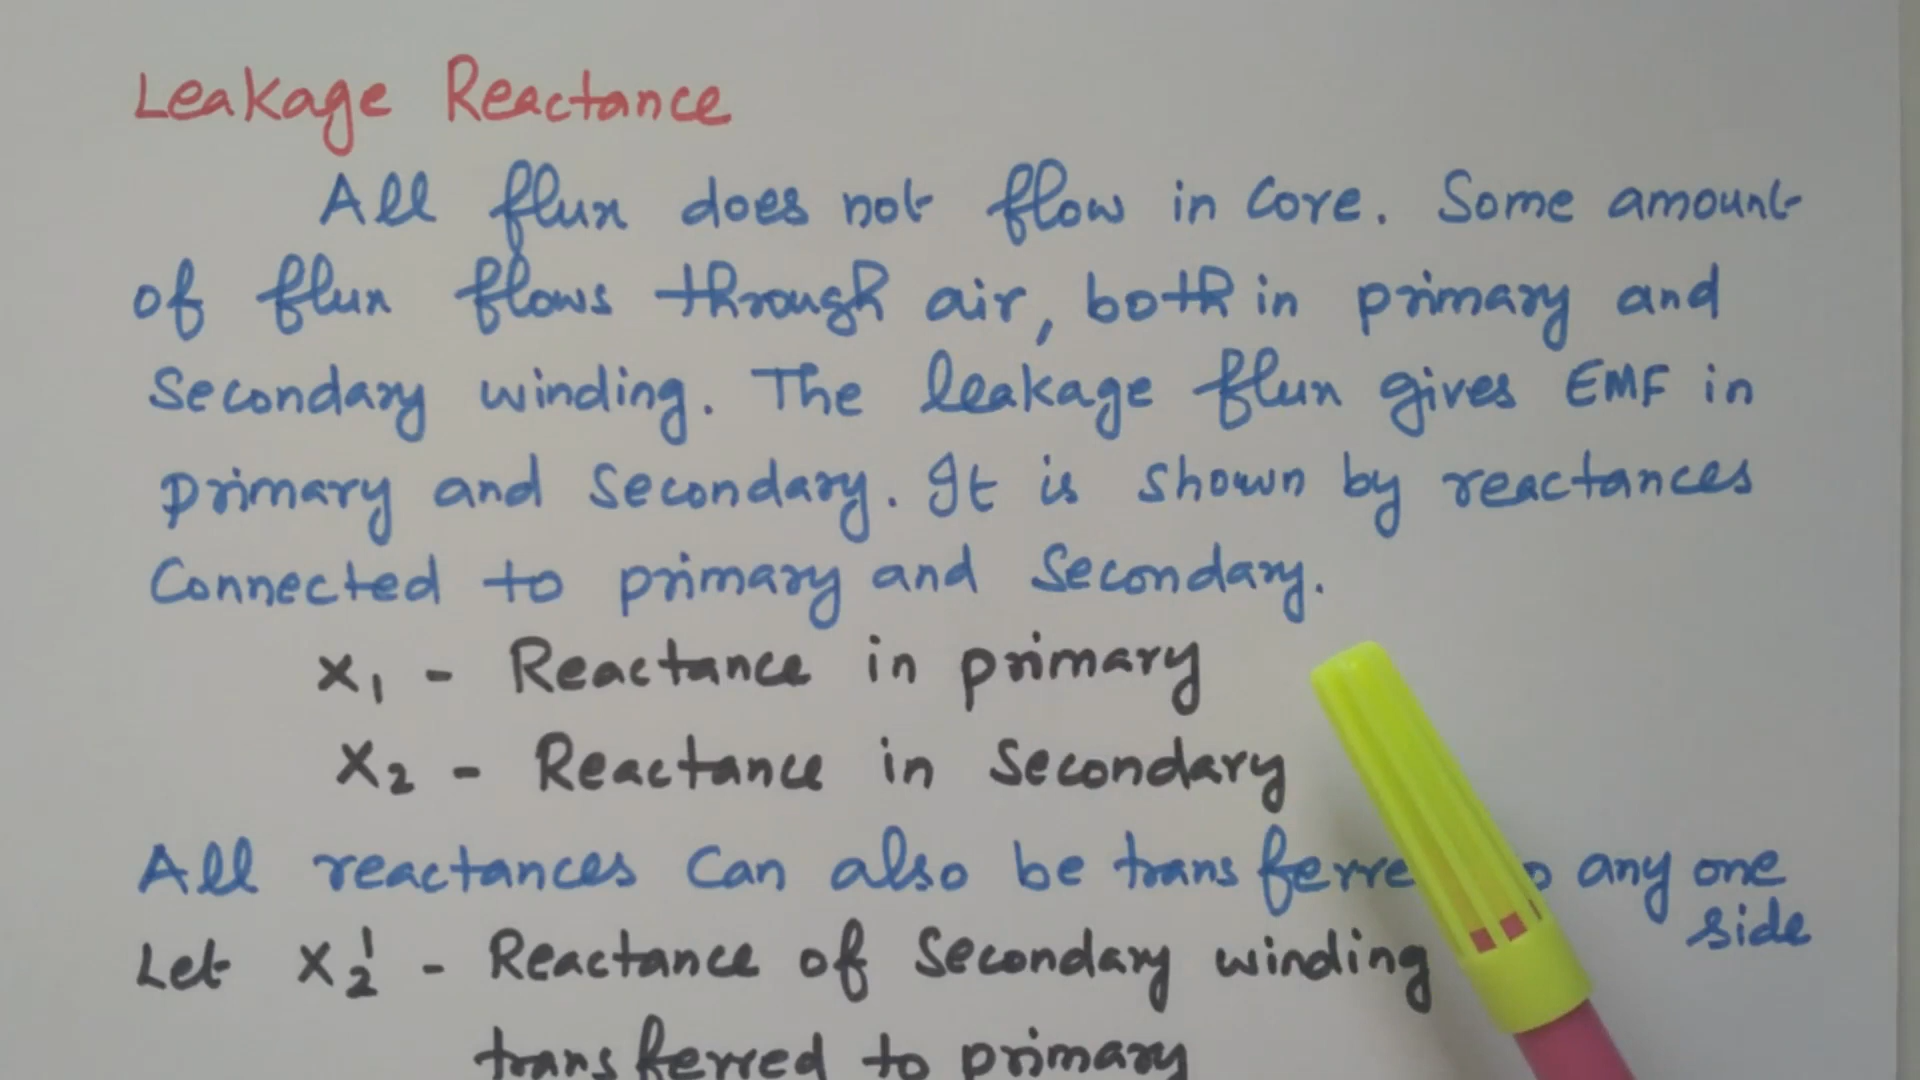 Leakage Reactance
All flux does not flow in core. Some amount
of flux flows through air, both in primary and
Secondary winding. The leakage flux gives EMF in
primary and Secondary. It is shown by reactances
Connected to primary and Secondary.
X₁ - Reactance in primary
X₂ - Reactance in Secondary
All reactances can also be any one
side
Let X₂' - Reactance of Secondary winding
transferred to primary